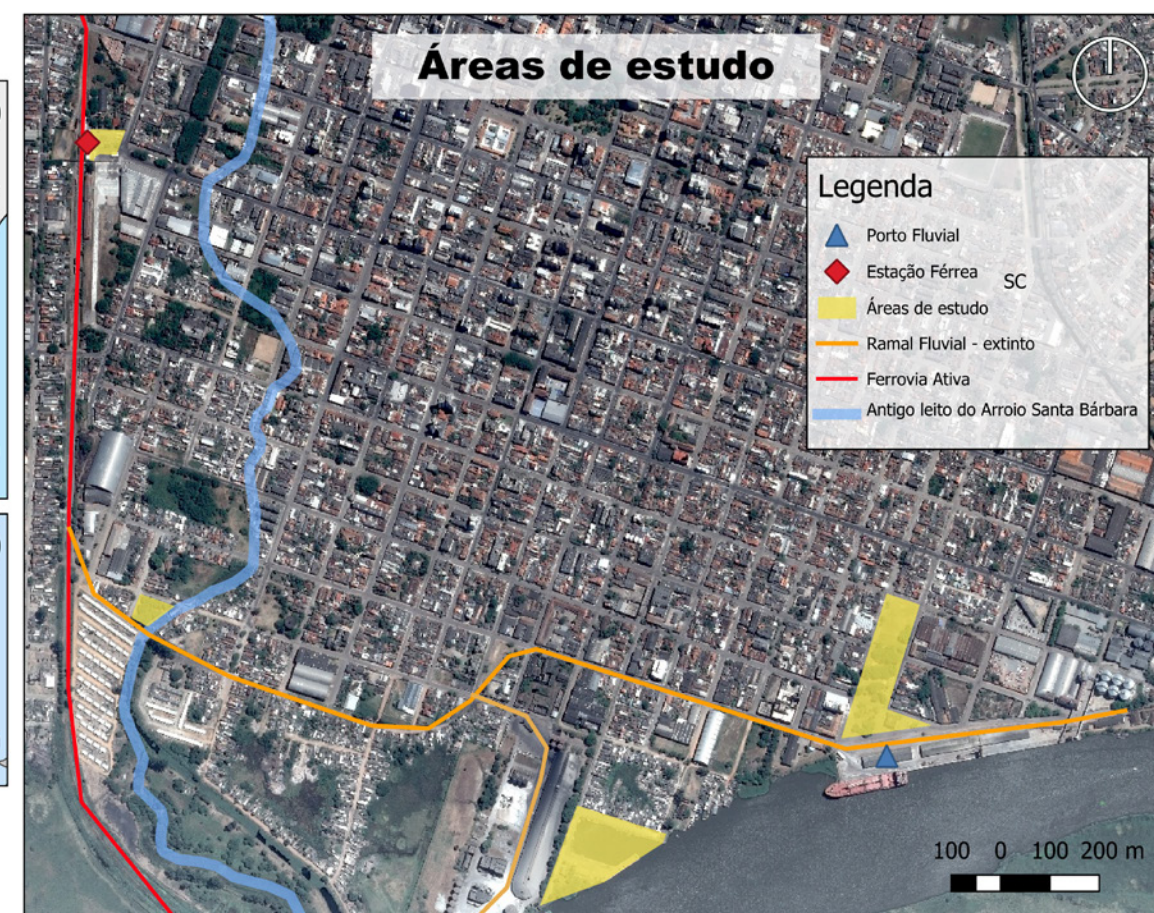 Áreas de estudo
Legenda
Porto Fluvial
Estação Férrea
SC
Áreas de estudo
Ramal Fluvial - extinto
Ferrovia Ativa
Antigo leito do Arroio Santa Bárbara
100 0 100 200 m